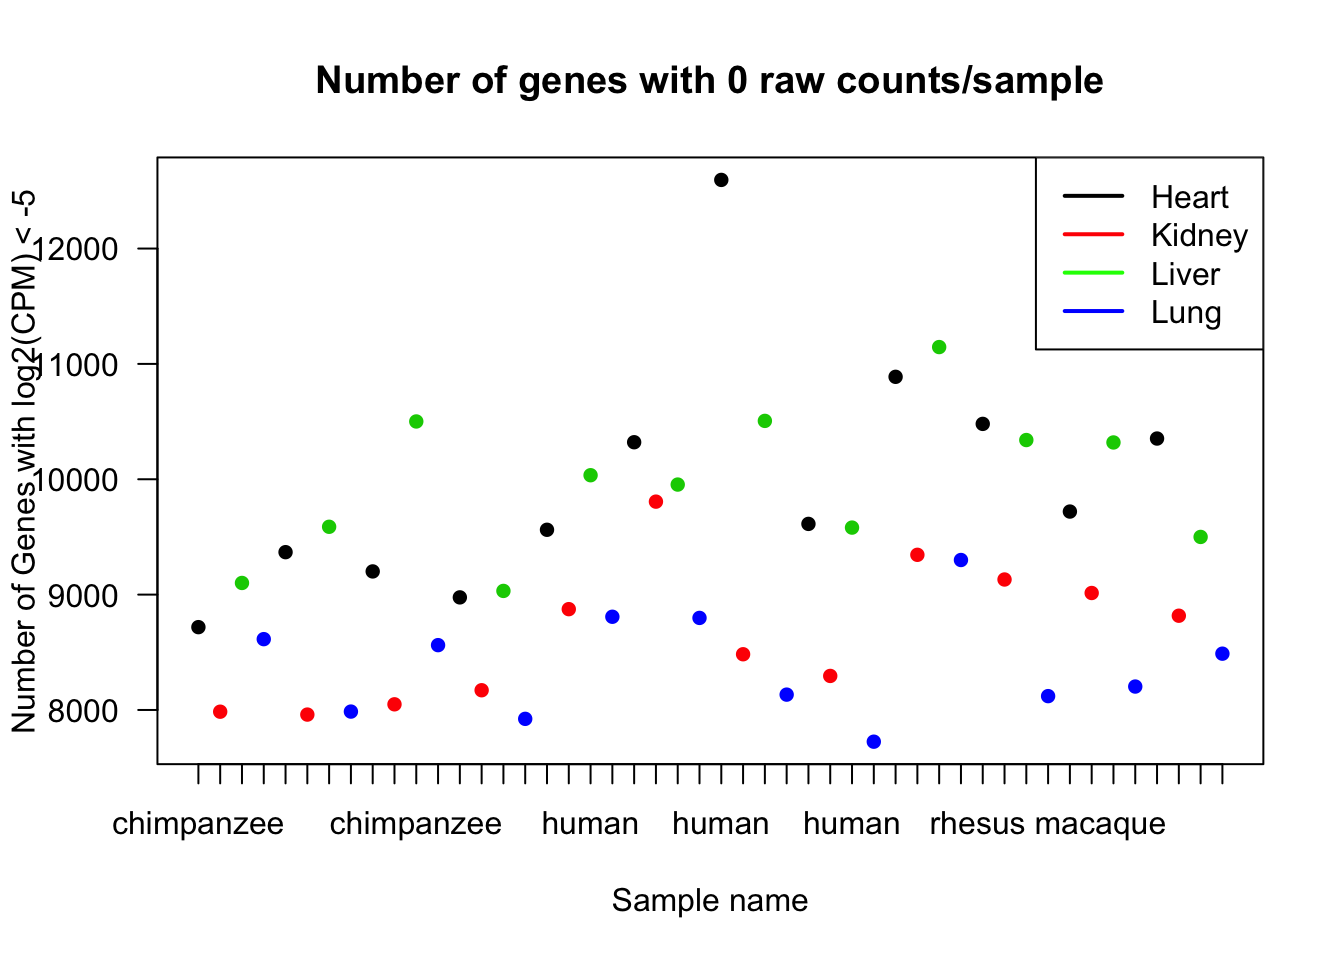 Number of genes with 0 raw counts/sample
Number of Genes with log2(CPM) < -5
12000
11000
10000
9000
8000
Heart
Kidney
Liver
Lung
chimpanzee chimpanzee human human human rhesus macaque
Sample name